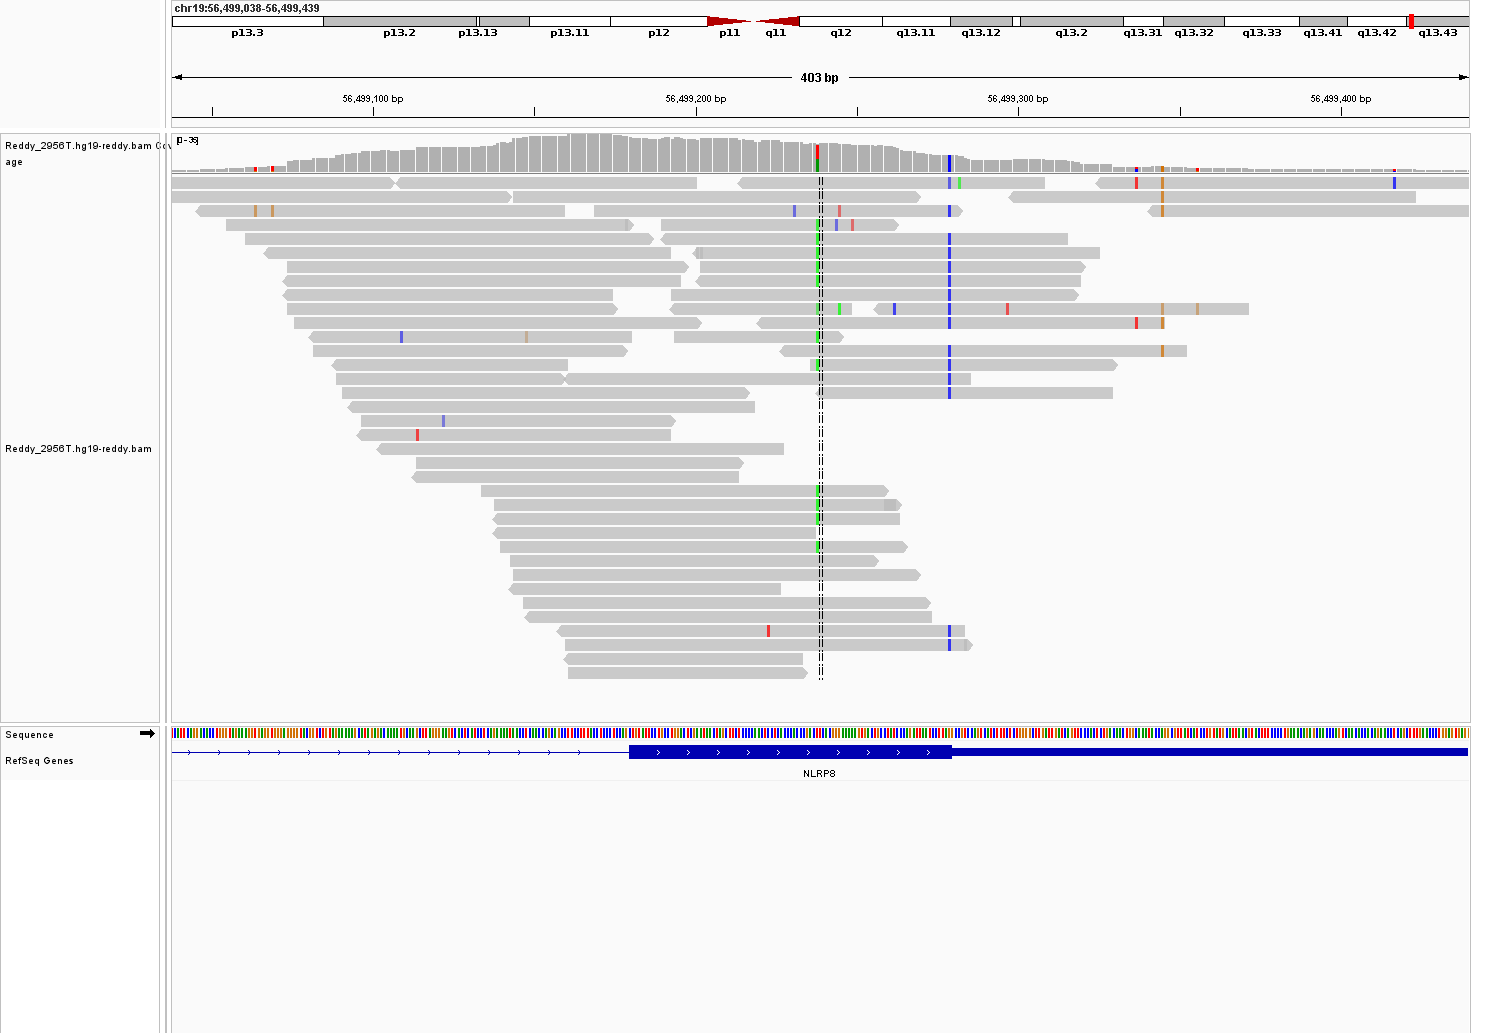 chr19:56,499,038-56,499,439
p13.3 p13.2 p13.13 p13.11 p12 p11 q11 q12 q13.11 q13.12 q13.2 q13.31 q13.32 q13.33 q13.41 q13.42 q13.43
403 bp
56,499,100 bp 56,499,200 bp 56,499,300 bp 56,499,400 bp
Reddy_2956T.hg19-reddy.bam Cov
age
Reddy_2956T.hg19-reddy.bam
Sequence
RefSeq Genes
NLRP8